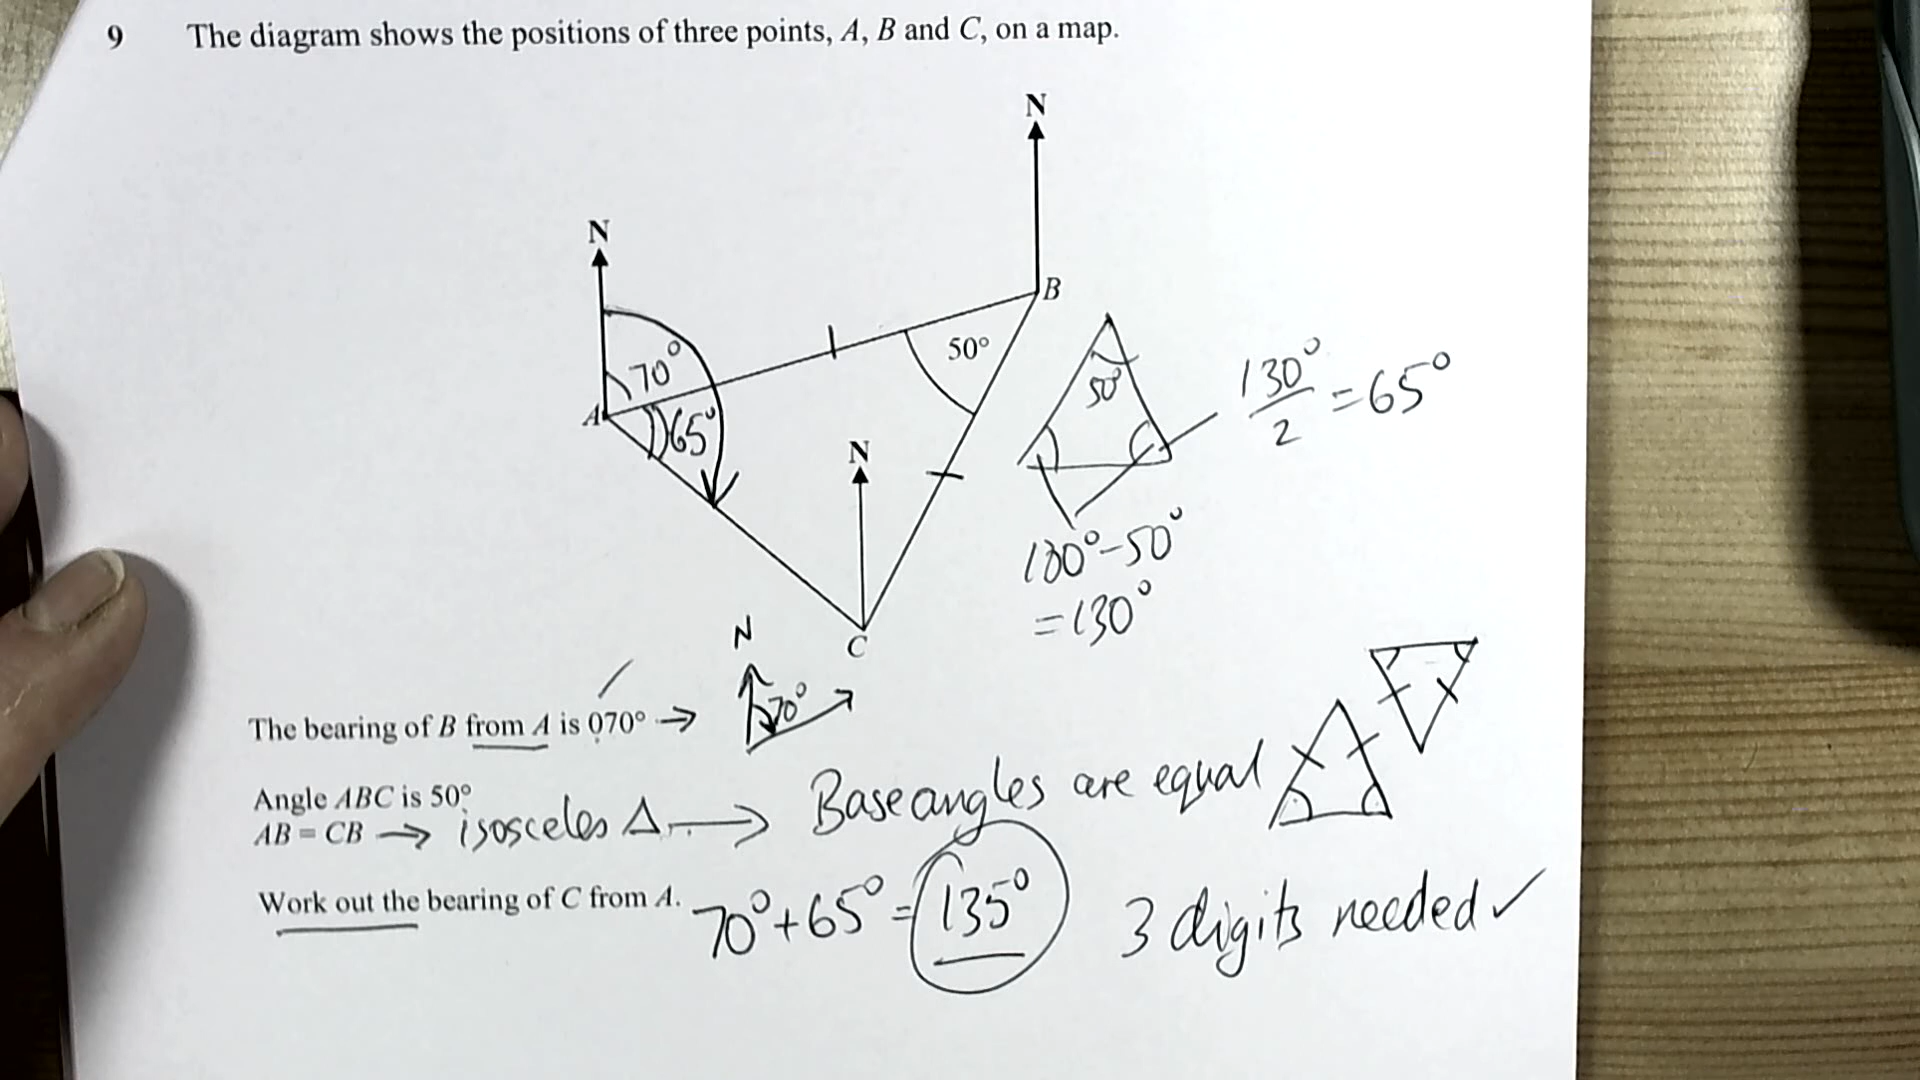 9 The diagram shows the positions of three points, A, B and C, on a map.
N
N
B
50°
70°
A
65°
N
C
50°
130°
2
=65°
180°-50°
=130°
N
70°
The bearing of B from A is 070° →
Angle ABC is 50°
AB = CB → isosceles Δ → Base angles are equal
Work out the bearing of C from A. 70°+65° = 135° 3 digits needed ✓